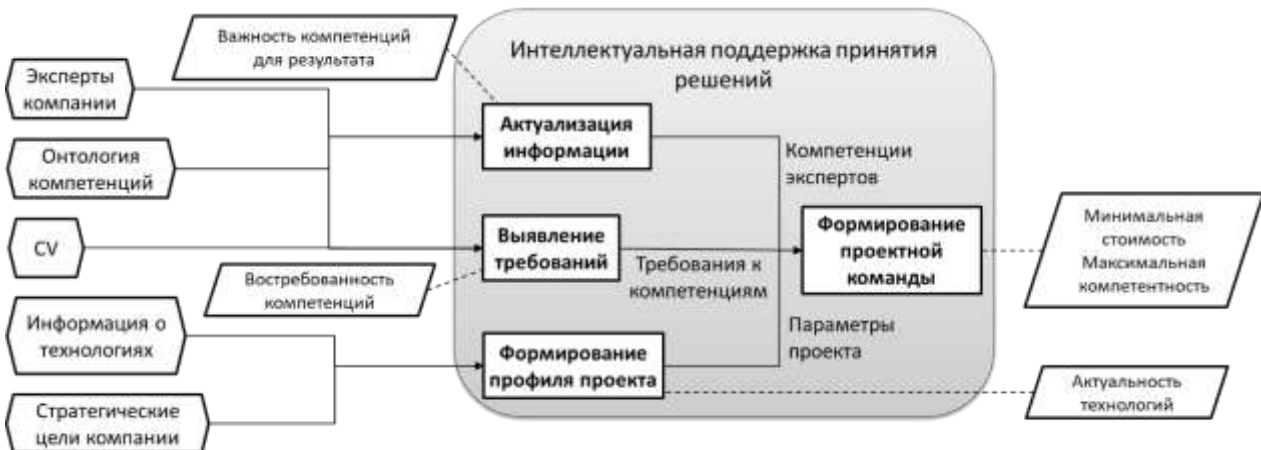 Важность компетенций
для результата
Интеллектуальная поддержка принятия
решений
Эксперты
компании
Актуализация
информации
Онтология
компетенций
Компетенции
экспертов
CV
Выявление
требований
Формирование
проектной
команды
Минимальная
стоимость
Максимальная
компетентность
Востребованность
компетенций
Требования к
компетенциям
Информация о
технологиях
Параметры
проекта
Формирование
профиля проекта
Актуальность
технологий
Стратегические
цели компании